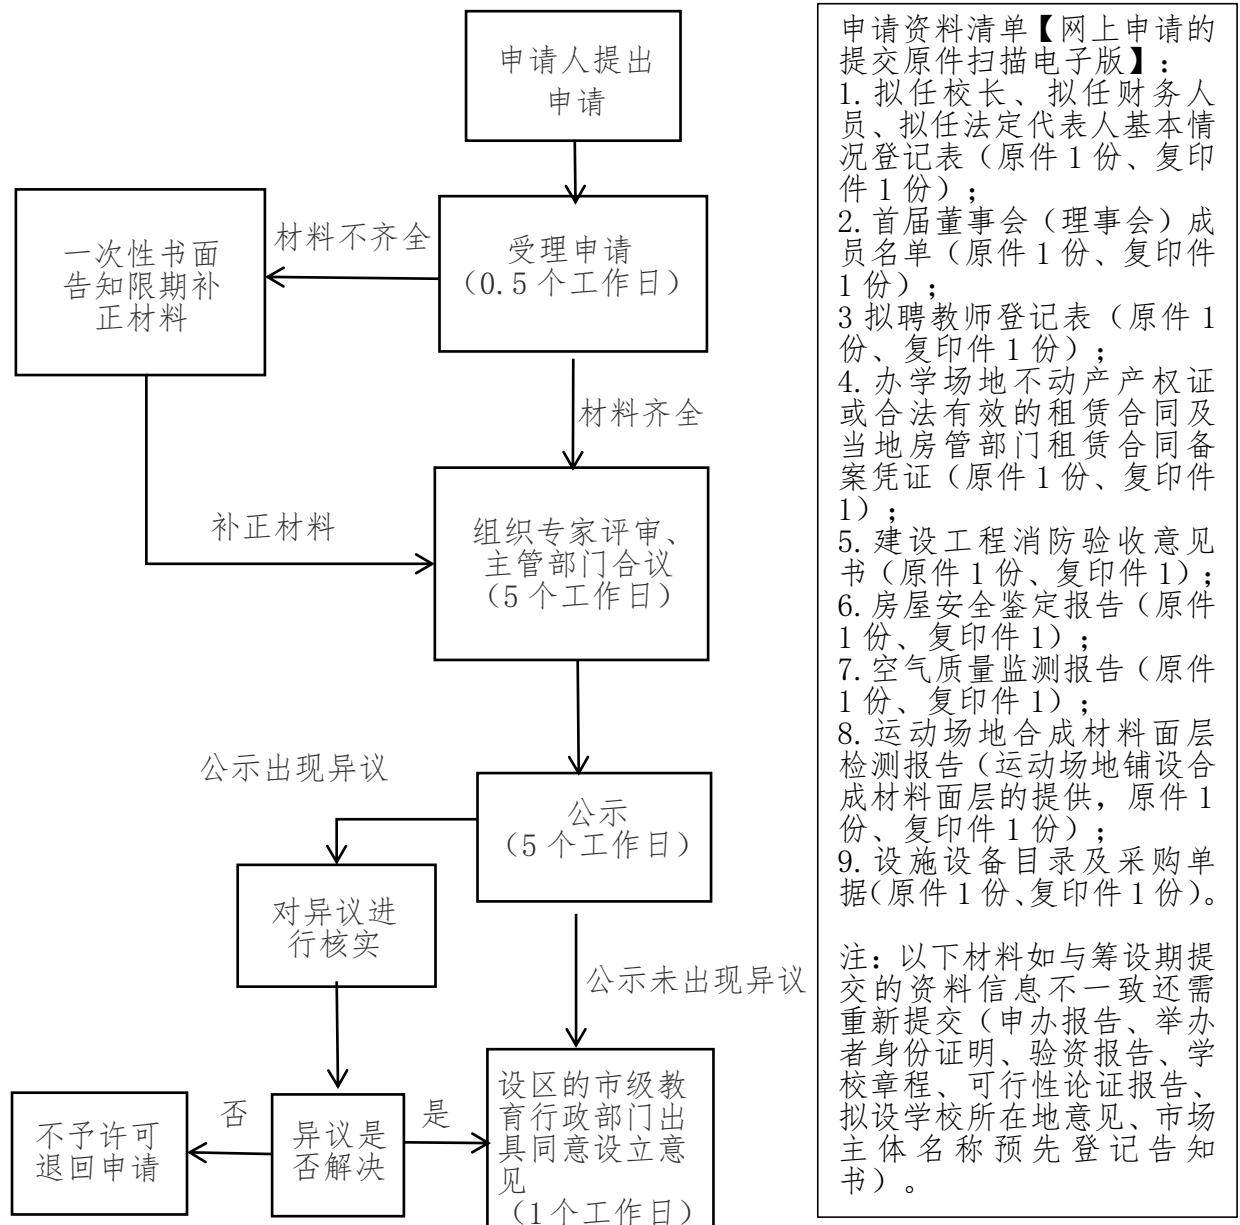 申请人提出
申请
一次性书面
告知限期补
正材料
材料不齐全
受理申请
（0.5个工作日）
材料齐全
补正材料
组织专家评审、
主管部门合议
（5个工作日）
公示出现异议
公示
（5个工作日）
对异议进
行核实
公示未出现异议
不予许可
退回申请
否
异议是
否解决
是
设区的市级教
育行政部门出
具同意设立意
见
（1个工作日）
申请资料清单【网上申请的
提交原件扫描电子版】：
1.拟任校长、拟任财务人
员、拟任法定代表人基本情
况登记表（原件1份、复印
件1份）；
2.首届董事会（理事会）成
员名单（原件1份、复印件
1份）；
3拟聘教师登记表（原件1
份、复印件1份）；
4.办学场地不动产产权证
或合法有效的租赁合同及
当地房管部门租赁合同备
案凭证（原件1份、复印件
1）；
5.建设工程消防验收意见
书（原件1份、复印件1）；
6.房屋安全鉴定报告（原件
1份、复印件1）；
7.空气质量监测报告（原件
1份、复印件1）；
8.运动场地合成材料面层
检测报告（运动场地铺设合
成材料面层的提供，原件1
份、复印件1份）；
9.设施设备目录及采购单
据(原件1份、复印件1份)。
注：以下材料如与筹设期提
交的资料信息不一致还需
重新提交（申办报告、举办
者身份证明、验资报告、学
校章程、可行性论证报告、
拟设学校所在地意见、市场
主体名称预先登记告知
书）。